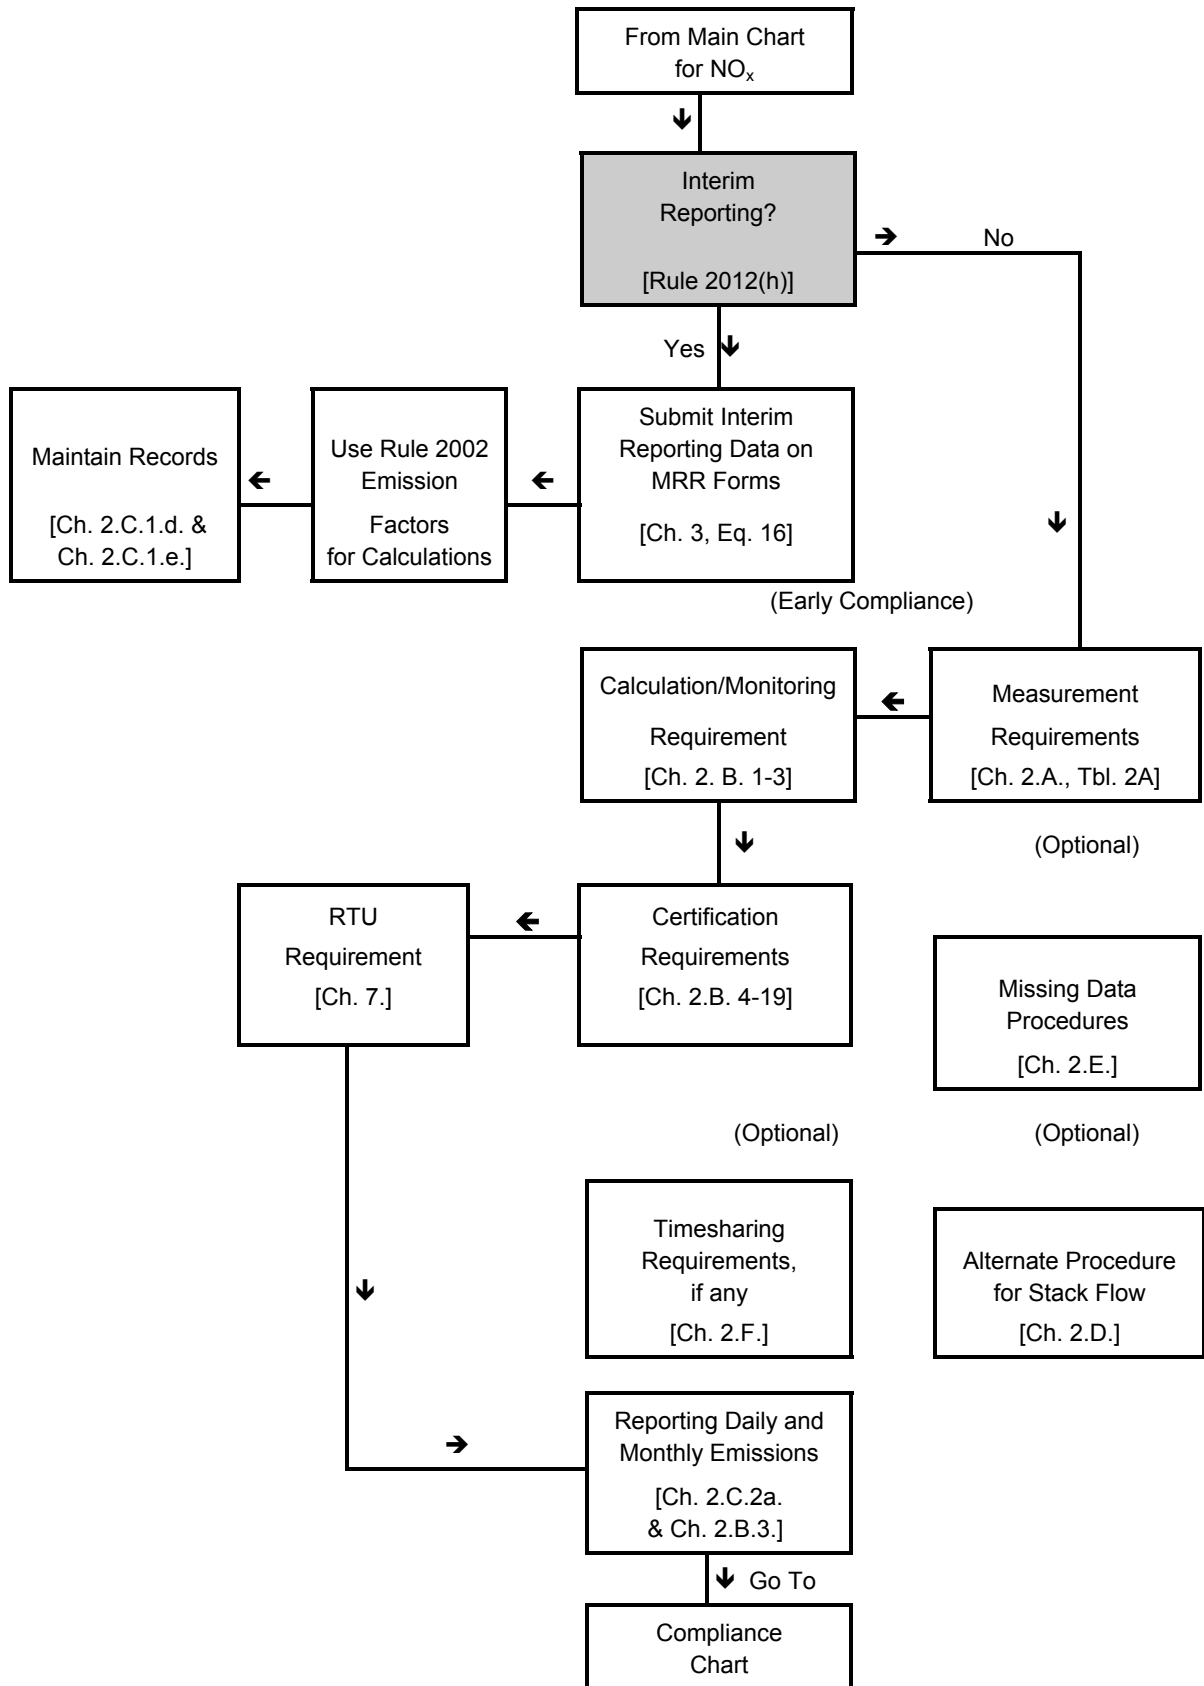 From Main Chart
for NOx
Interim
Reporting?
[Rule 2012(h)]
No
Yes
Submit Interim
Reporting Data on
MRR Forms
[Ch. 3, Eq. 16]
Use Rule 2002
Emission
Factors
for Calculations
Maintain Records
[Ch. 2.C.1.d. &
Ch. 2.C.1.e.]
(Early Compliance)
Measurement
Requirements
[Ch. 2.A., Tbl. 2A]
Calculation/Monitoring
Requirement
[Ch. 2. B. 1-3]
(Optional)
Certification
Requirements
[Ch. 2.B. 4-19]
RTU
Requirement
[Ch. 7.]
Missing Data
Procedures
[Ch. 2.E.]
(Optional)
(Optional)
Timesharing
Requirements,
if any
[Ch. 2.F.]
Alternate Procedure
for Stack Flow
[Ch. 2.D.]
Reporting Daily and
Monthly Emissions
[Ch. 2.C.2a.
& Ch. 2.B.3.]
Go To
Compliance
Chart